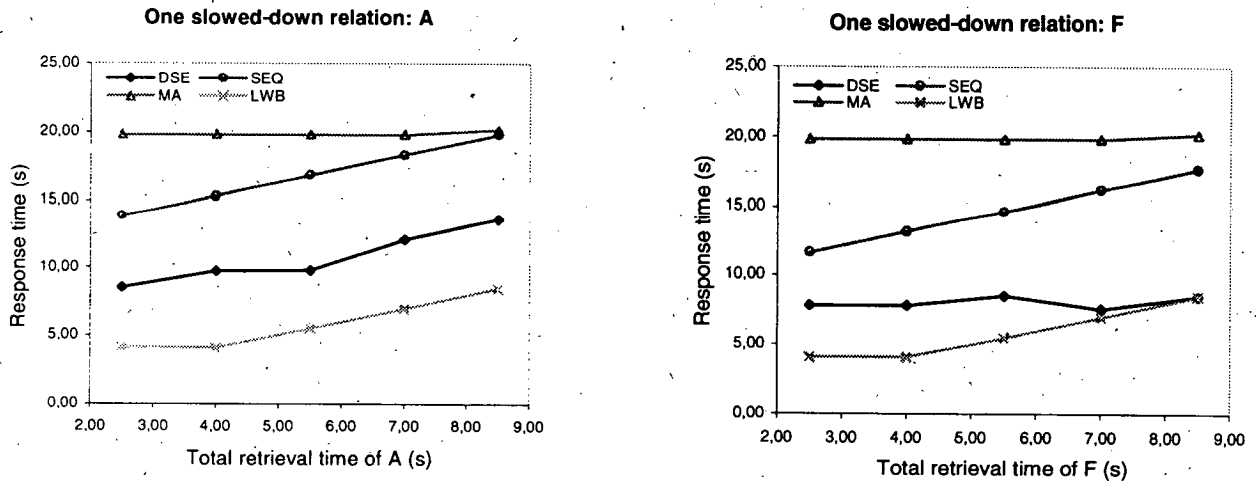 One slowed-down relation: A
25,00
DSE SEQ
MA LWB
20,00
15,00
10,00
5,00
0,00
Response time (s)
2,00 3,00 4,00 5,00 6,00 7,00 8,00 9,00
Total retrieval time of A (s)
One slowed-down relation: F
25,00
DSE SEQ
MA LWB
20,00
15,00
10,00
5,00
0,00
Response time (s)
2,00 3,00 4,00 5,00 6,00 7,00 8,00 9,00
Total retrieval time of F (s)